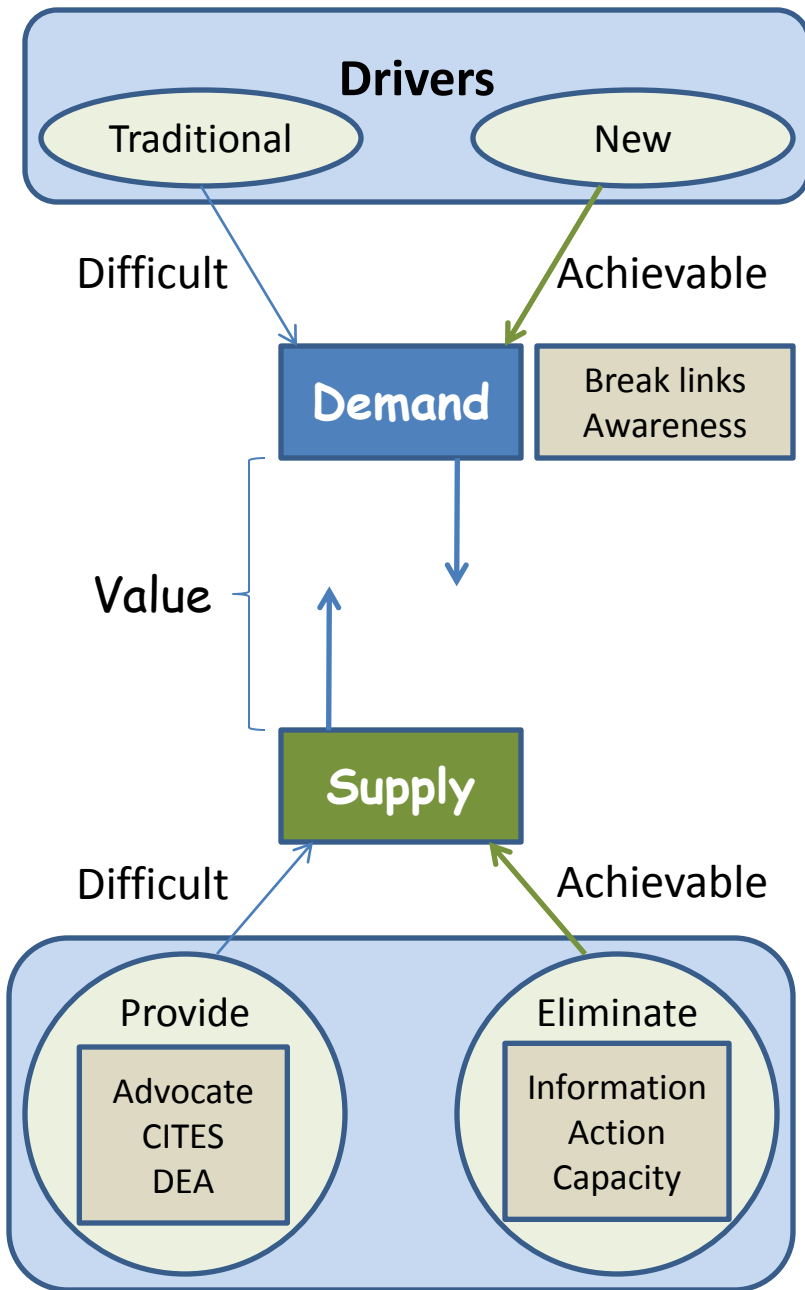 Drivers
Traditional
New
Difficult
Achievable
Demand
Break links
Awareness
Value
Supply
Difficult
Achievable
Provide
Eliminate
Advocate
CITES
DEA
Information
Action
Capacity